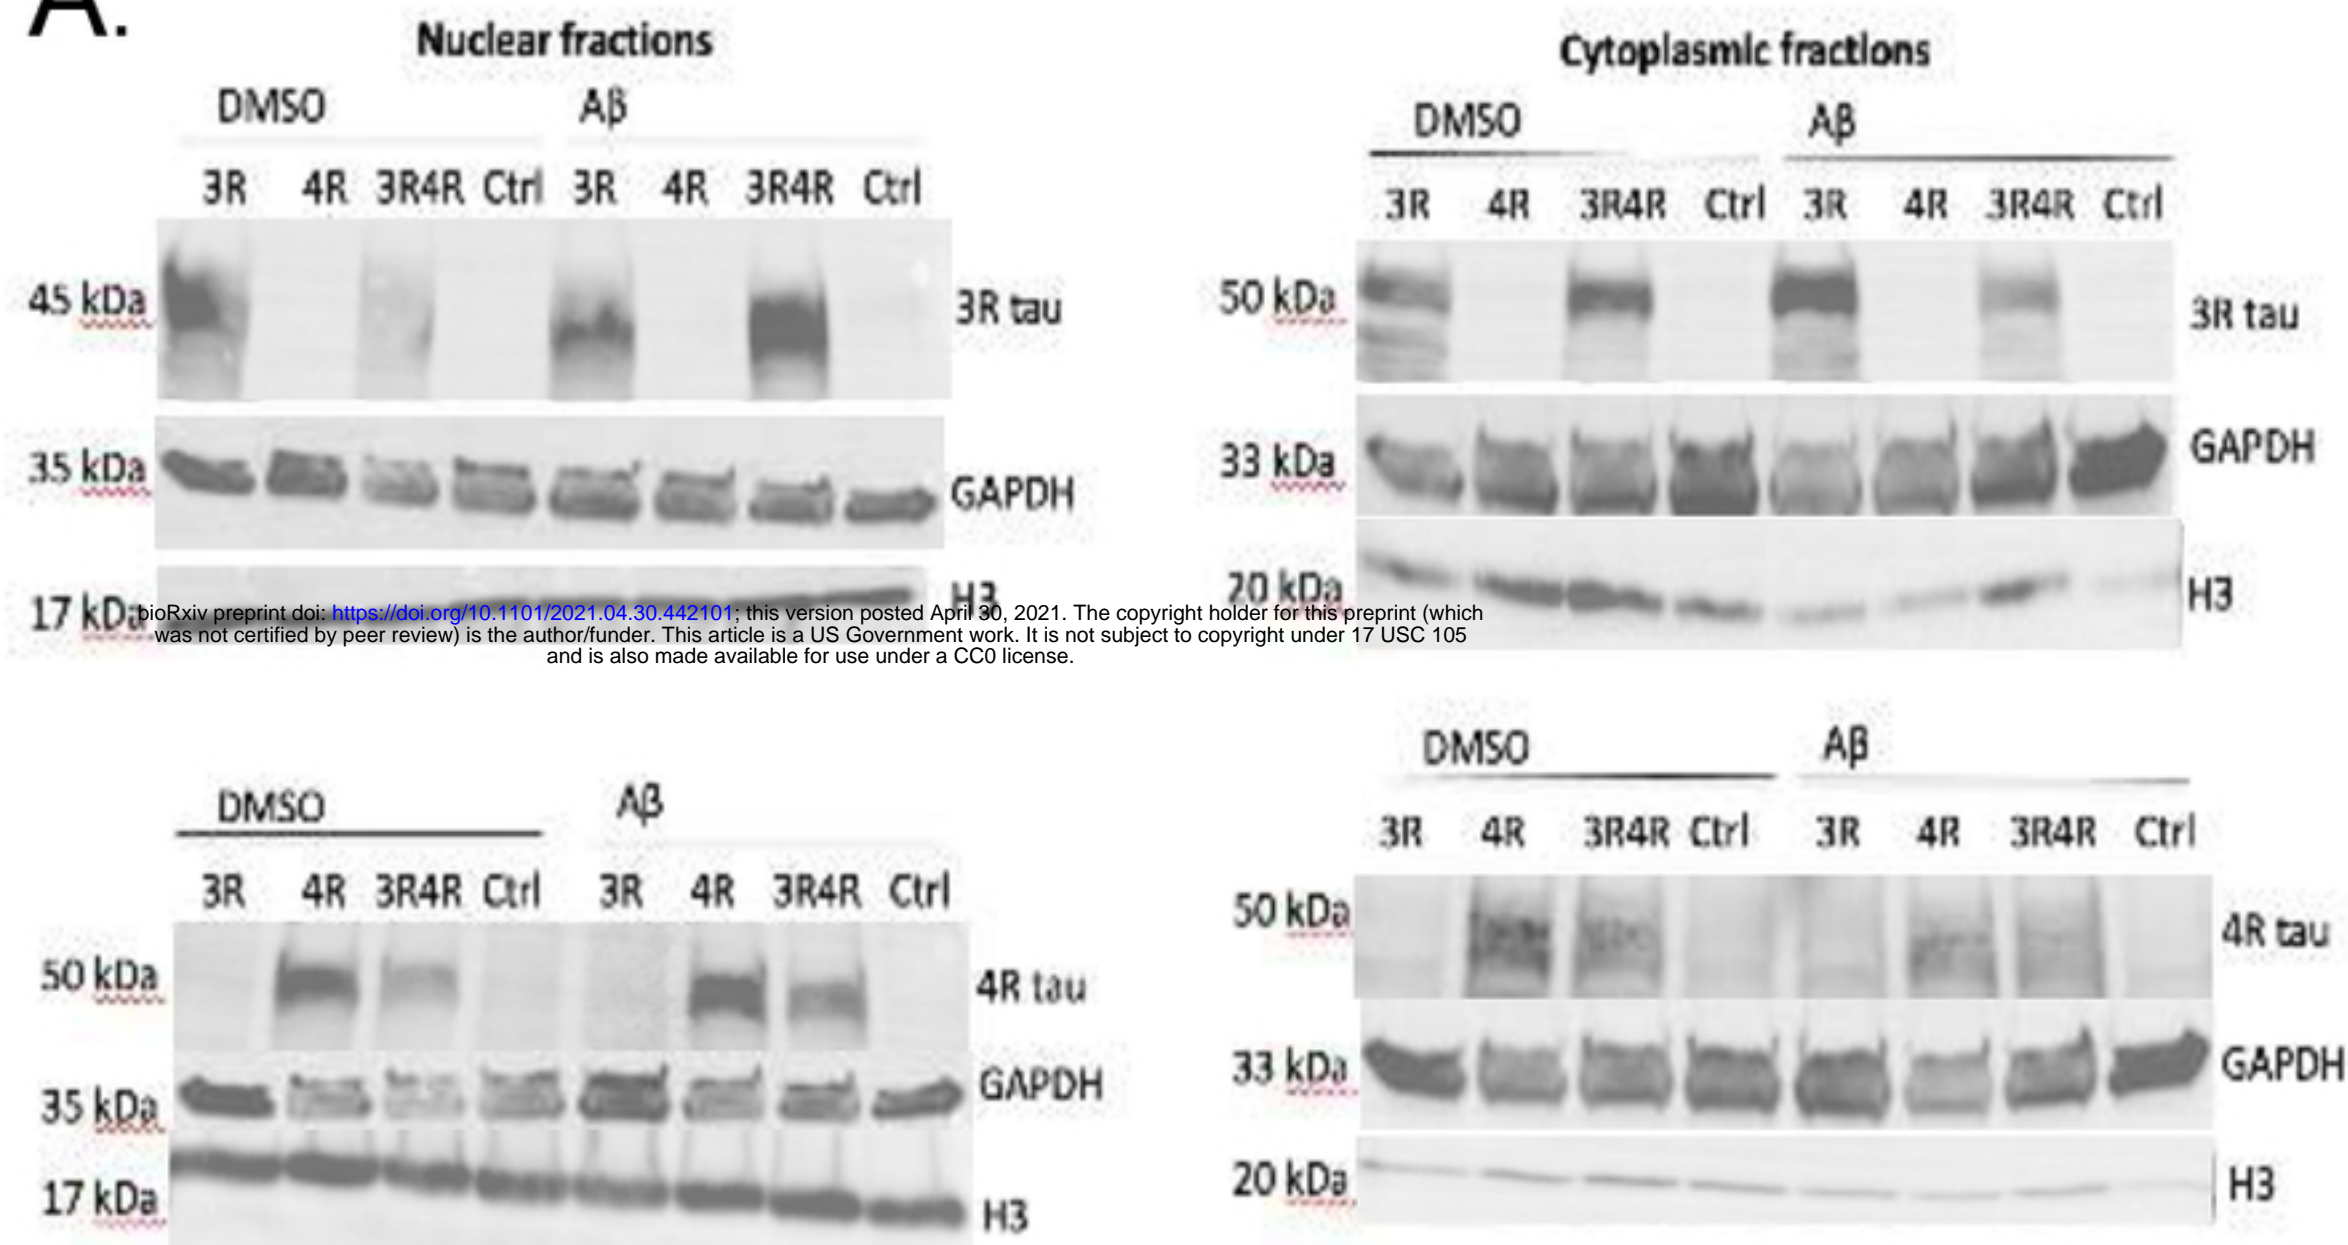 A.
Nuclear fractions
DMSO Aβ
3R 4R 3R4R Ctrl 3R 4R 3R4R Ctrl
45 kDa 3R tau
35 kDa GAPDH
17 kDa H3
Cytoplasmic fractions
DMSO Aβ
3R 4R 3R4R Ctrl 3R 4R 3R4R Ctrl
50 kDa 3R tau
33 kDa GAPDH
20 kDa H3
bioRxiv preprint doi: https://doi.org/10.1101/2021.04.30.442101; this version posted April 30, 2021. The copyright holder for this preprint (which
was not certified by peer review) is the author/funder. This article is a US Government work. It is not subject to copyright under 17 USC 105
and is also made available for use under a CC0 license.
DMSO Aβ
3R 4R 3R4R Ctrl 3R 4R 3R4R Ctrl
50 kDa 4R tau
35 kDa GAPDH
17 kDa H3
DMSO Aβ
3R 4R 3R4R Ctrl 3R 4R 3R4R Ctrl
50 kDa 4R tau
33 kDa GAPDH
20 kDa H3